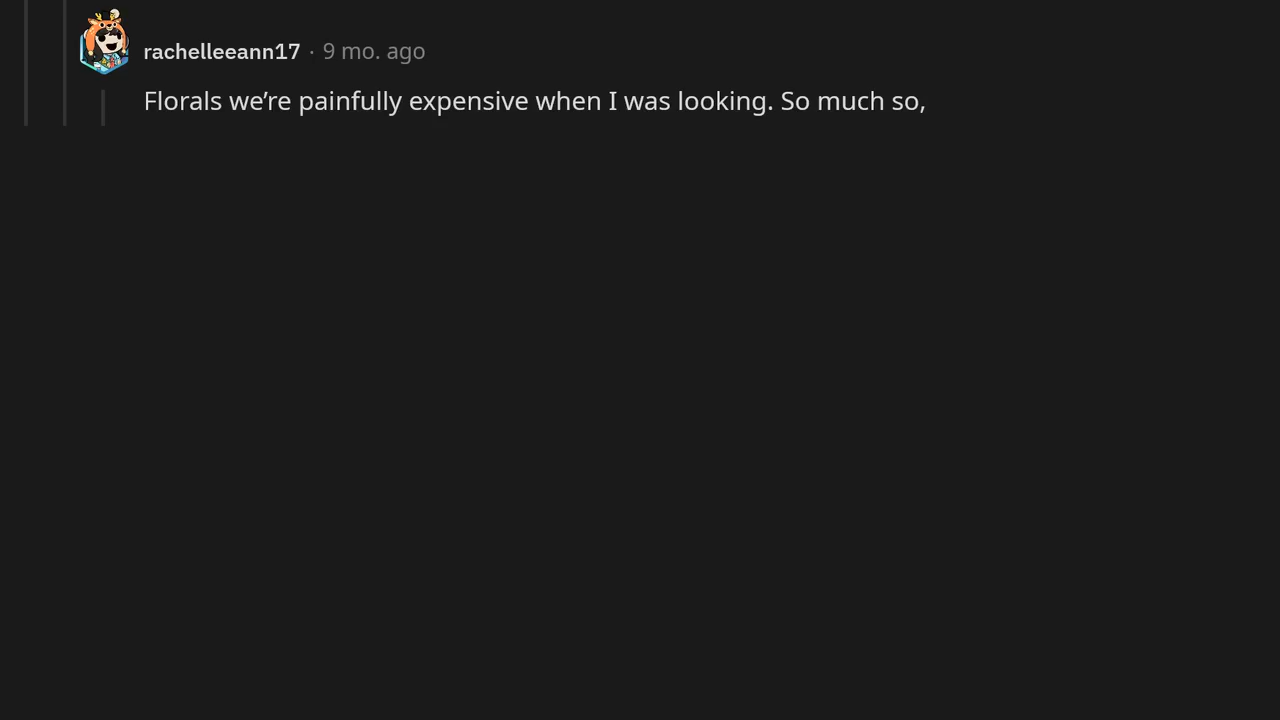 rachelleeann17 · 9 mo. ago
Florals we’re painfully expensive when I was looking. So much so,